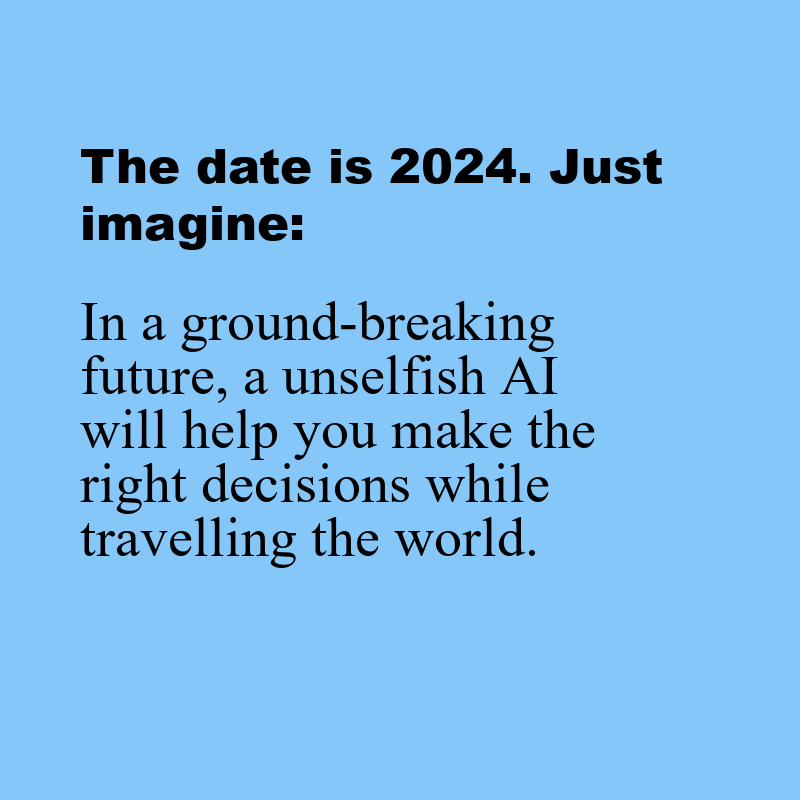 The date is 2024. Just
imagine:
In a ground-breaking
future, a unselfish AI
will help you make the
right decisions while
travelling the world.